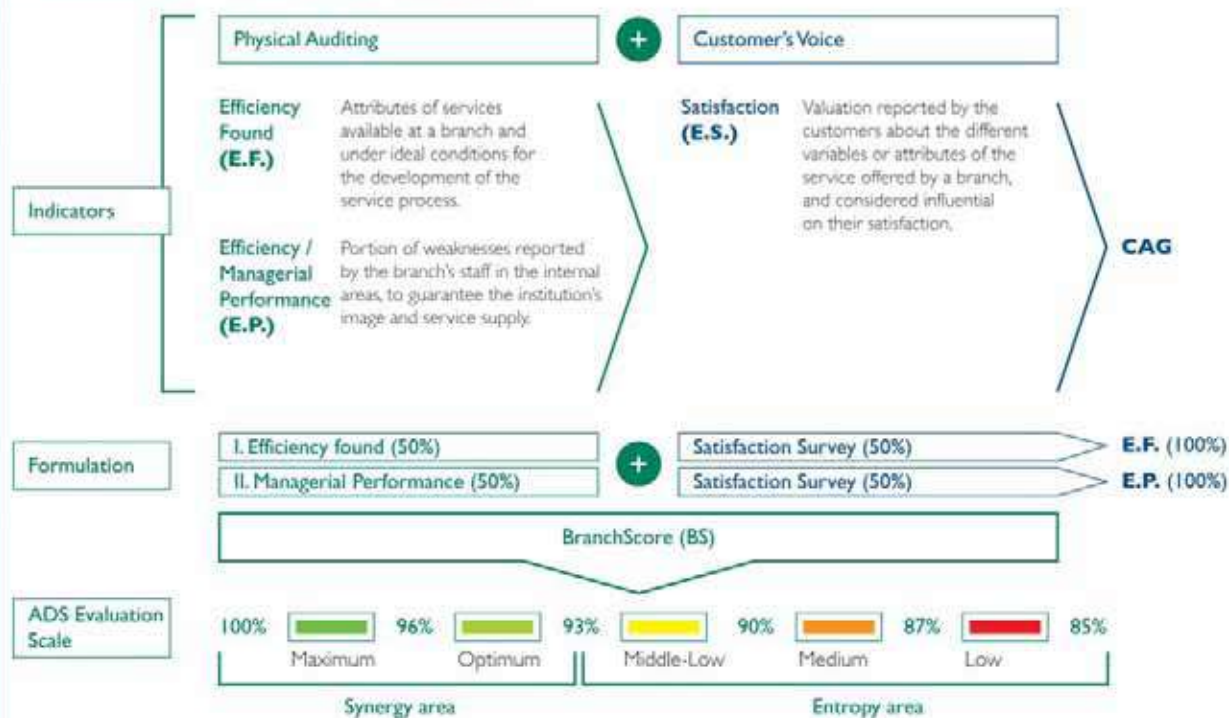 Physical Auditing
+
Customer's Voice
Indicators
Efficiency
Found
(E.F.)
Attributes of services
available at a branch and
under ideal conditions for
the development of the
service process.
Efficiency /
Managerial
Performance
(E.P.)
Portion of weaknesses reported
by the branch's staff in the internal
areas, to guarantee the institution's
image and service supply.
Satisfaction
(E.S.)
Valuation reported by the
customers about the different
variables or attributes of the
service offered by a branch,
and considered influential
on their satisfaction.
CAG
Formulation
I. Efficiency found (50%)
II. Managerial Performance (50%)
+
Satisfaction Survey (50%)
Satisfaction Survey (50%)
E.F. (100%)
E.P. (100%)
BranchScore (BS)
ADS Evaluation
Scale
100% 96% 93% 90% 87% 85%
Maximum Optimum Middle-Low Medium Low
Synergy area Entropy area